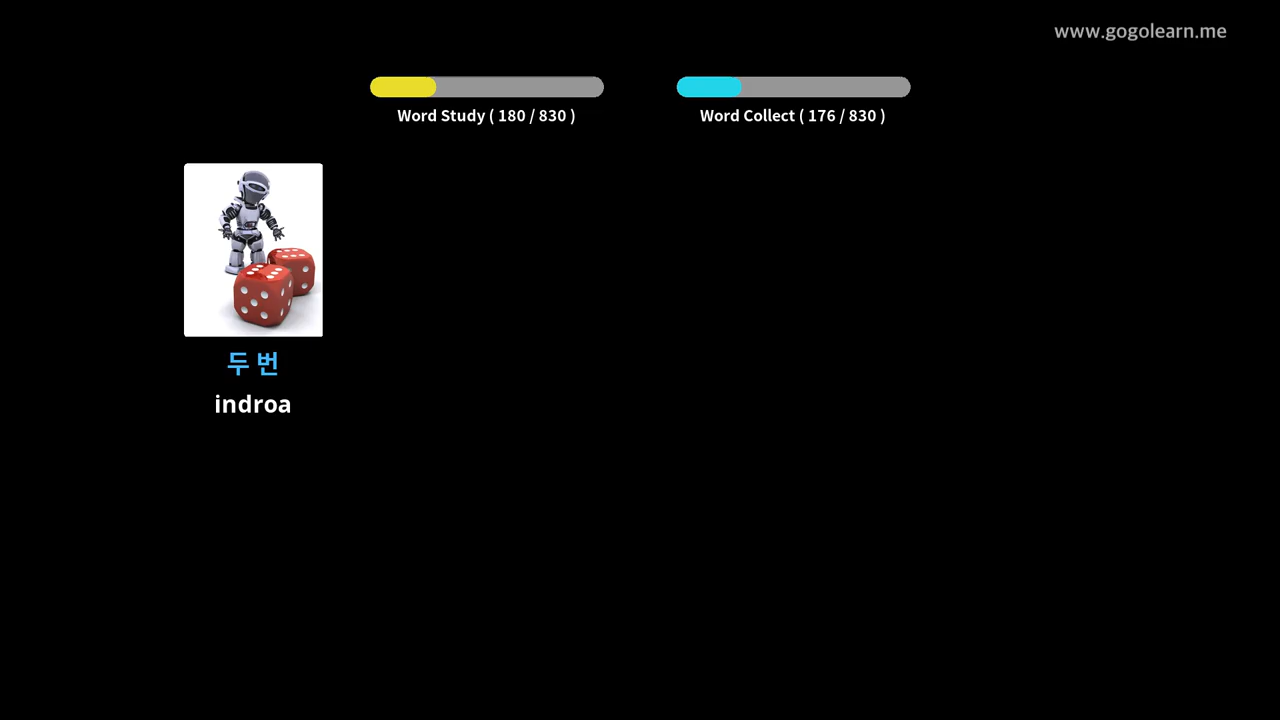 www.gogolearn.me
Word Study ( 180 / 830 )
Word Collect ( 176 / 830 )
두 번
indroa